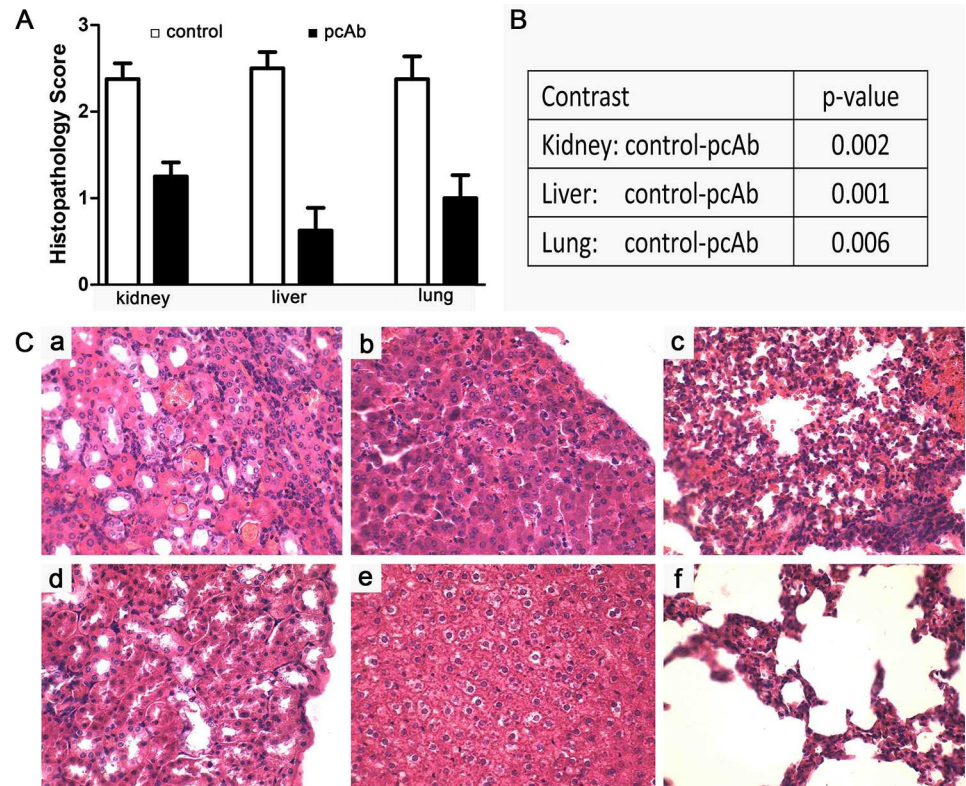 A
Histopathology Score
3
2
1
0
control
pcAb
kidney
liver
lung
B
Contrast p-value
Kidney: control-pcAb 0.002
Liver: control-pcAb 0.001
Lung: control-pcAb 0.006
C
a
b
c
d
e
f